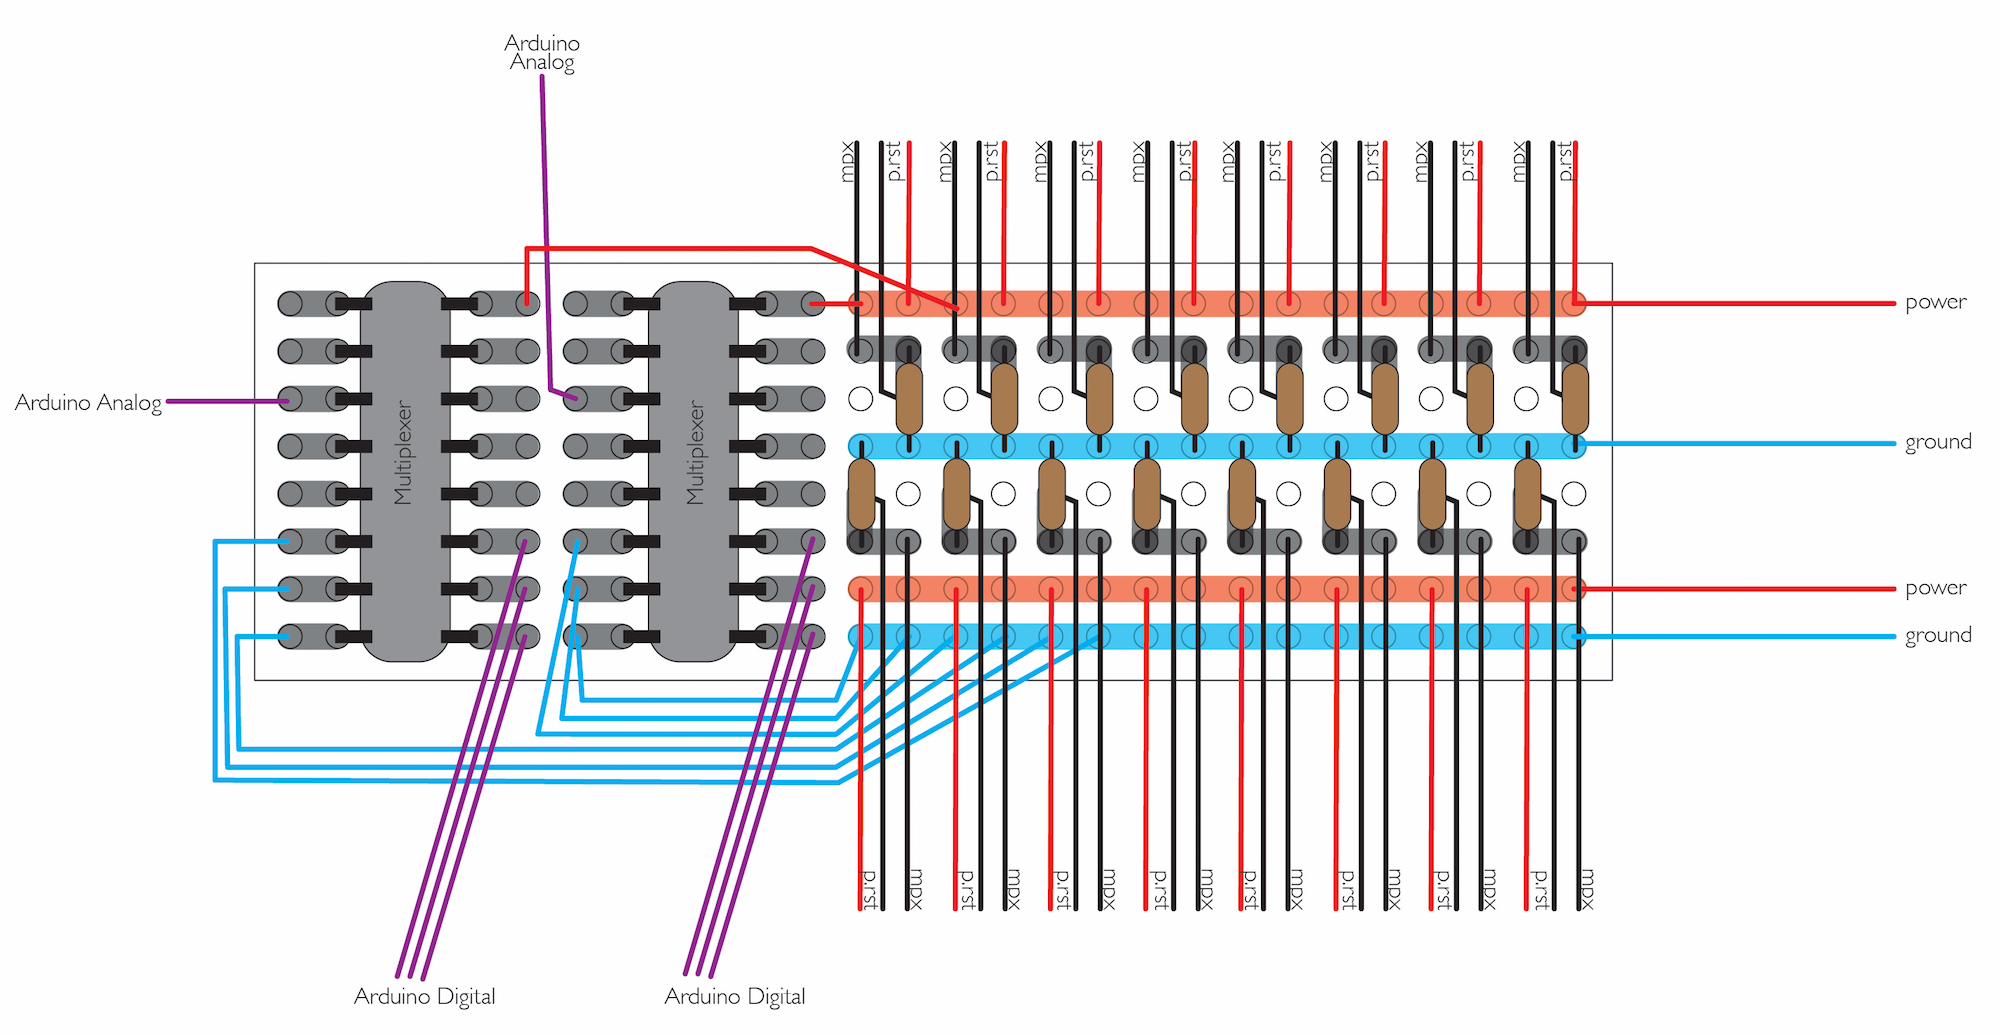 Arduino
Analog
mpx p.rst mpx p.rst mpx p.rst mpx p.rst mpx p.rst mpx p.rst mpx p.rst mpx p.rst
power
Arduino Analog
Multiplexer
Multiplexer
ground
power
ground
p.rst mpx p.rst mpx p.rst mpx p.rst mpx p.rst mpx p.rst mpx p.rst mpx p.rst mpx
Arduino Digital
Arduino Digital